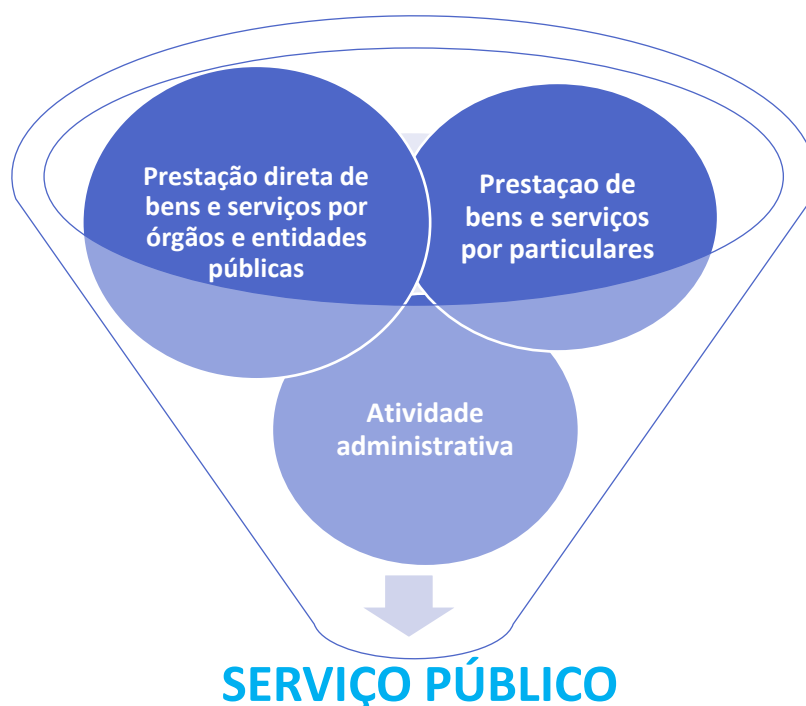 Prestação direta de
bens e serviços por
órgãos e entidades
públicas
Prestaçao de
bens e serviços
por particulares
Atividade
administrativa
SERVIÇO PÚBLICO